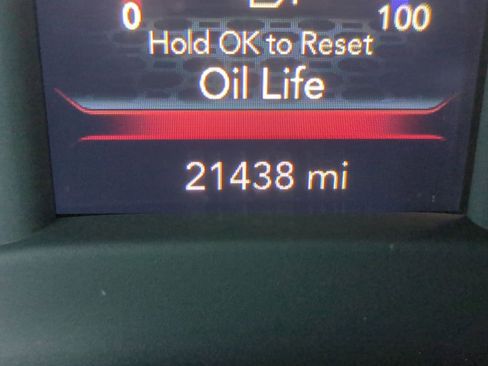 0 100
Hold OK to Reset
Oil Life
21438 mi